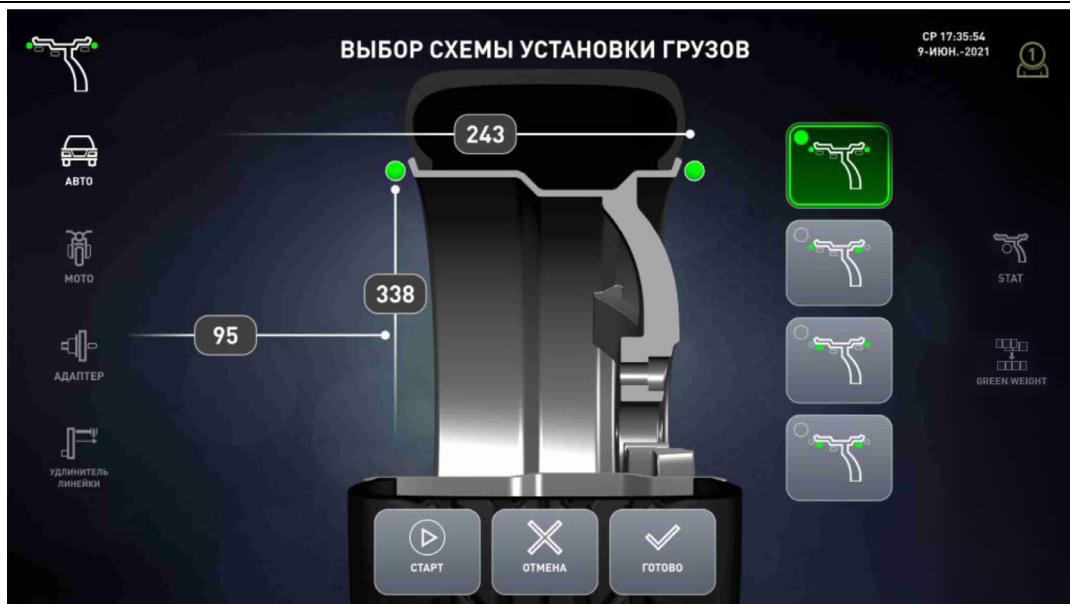 ВЫБОР СХЕМЫ УСТАНОВКИ ГРУЗОВ
СР 17:35:54
9-ИЮН.-2021
1
АВТО
МОТО
АДАПТЕР
УДЛИНИТЕЛЬ
ЛИНЕЙКИ
243
338
95
STAT
GREEN WEIGHT
СТАРТ
ОТМЕНА
ГОТОВО